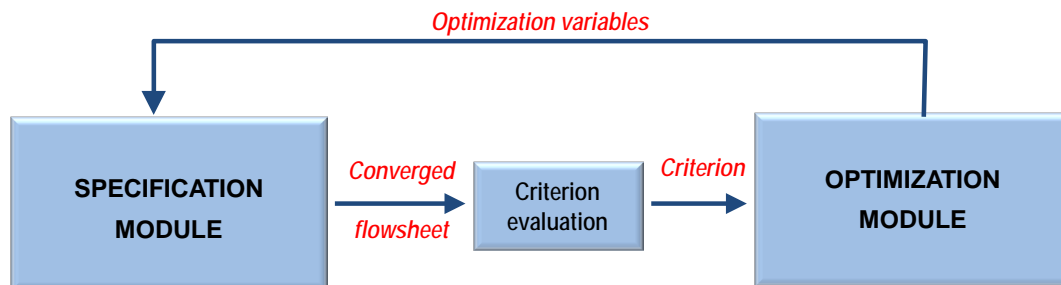 Optimization variables
SPECIFICATION
MODULE
Converged
flowsheet
Criterion
evaluation
Criterion
OPTIMIZATION
MODULE